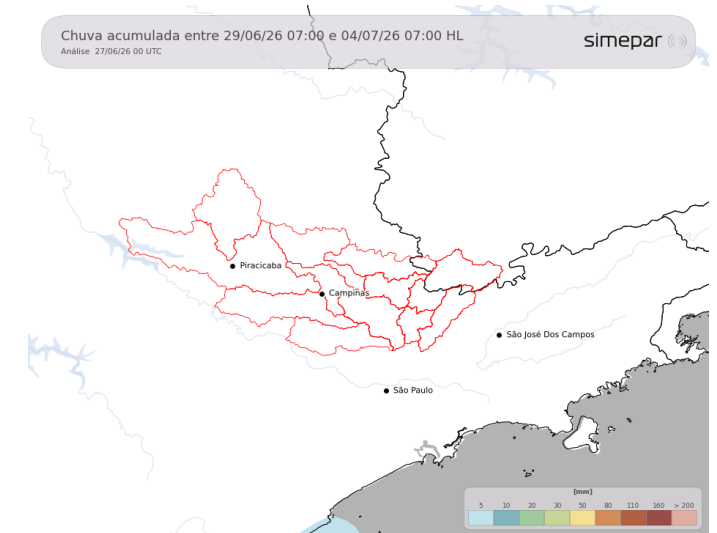 Chuva acumulada entre 29/06/26 07:00 e 04/07/26 07:00 HL
Análise 27/06/26 00 UTC
simepar
Piracicaba
Campinas
São José Dos Campos
São Paulo
[mm]
5 10 20 30 50 80 110 160 > 200